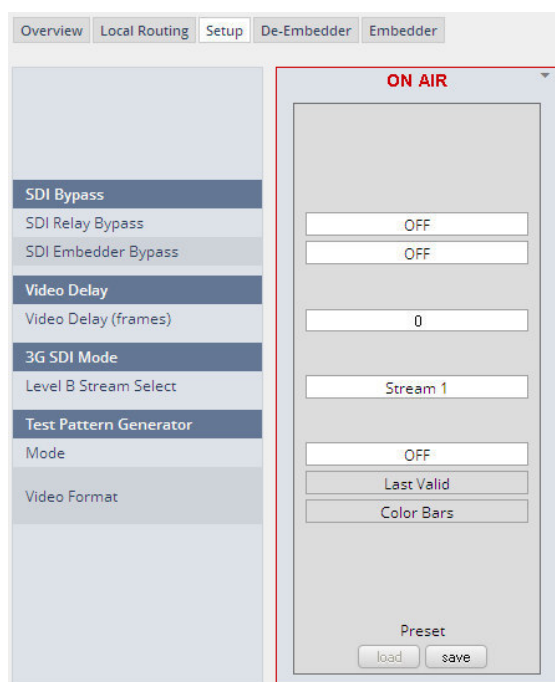 Overview Local Routing Setup De-Embedder Embedder
ON AIR
SDI Bypass
SDI Relay Bypass OFF
SDI Embedder Bypass OFF
Video Delay
Video Delay (frames) 0
3G SDI Mode
Level B Stream Select Stream 1
Test Pattern Generator
Mode OFF
Last Valid
Video Format
Color Bars
Preset
load save